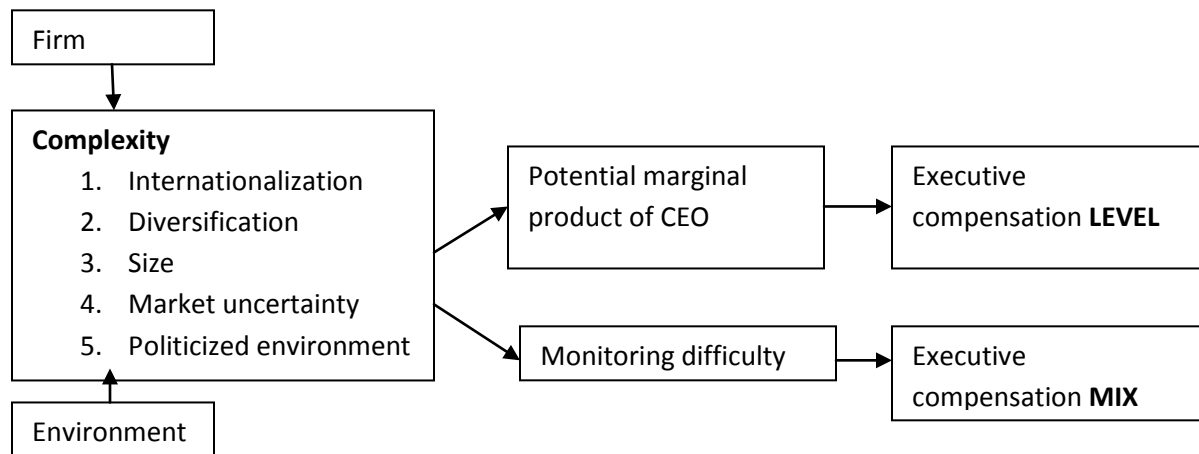 Firm
Complexity
1. Internationalization
2. Diversification
3. Size
4. Market uncertainty
5. Politicized environment
Environment
Potential marginal
product of CEO
Monitoring difficulty
Executive
compensation LEVEL
Executive
compensation MIX